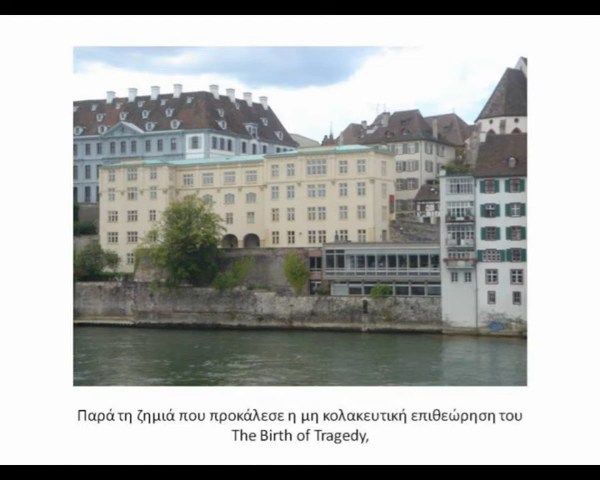 Παρά τη ζημιά που προκάλεσε η μη κολακευτική επιθεώρηση του
The Birth of Tragedy,